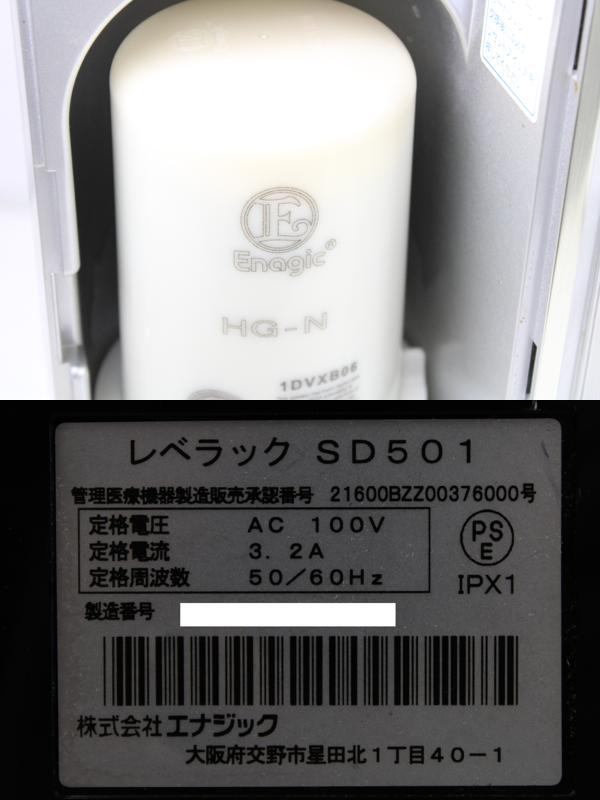 E
Enagic®
HG-N
1DVXB06
レベラック SD501
管理医療機器製造販売承認番号 21600BZZ00376000号
定格電圧 AC 100V
定格電流 3.2A
定格周波数 50/60Hz
PS
E
IPX1
製造番号
株式会社エナジック
大阪府交野市星田北1丁目40-1